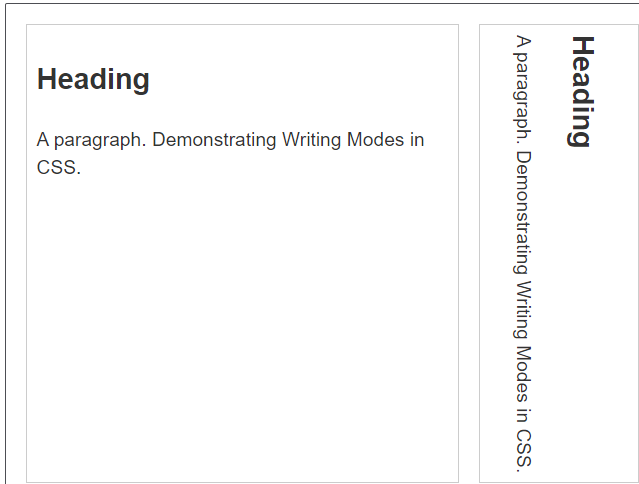 Heading
A paragraph. Demonstrating Writing Modes in
CSS.
Heading
A paragraph. Demonstrating Writing Modes in CSS.